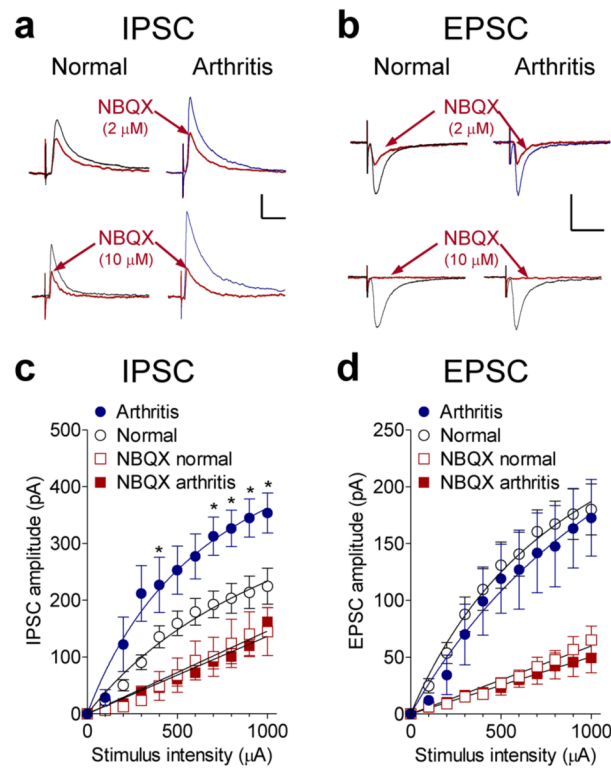 a IPSC
Normal Arthritis
NBQX
(2 μM)
NBQX
(10 μM)
b EPSC
Normal Arthritis
NBQX
(2 μM)
NBQX
(10 μM)
c IPSC
Arthritis
Normal
NBQX normal
NBQX arthritis
IPSC amplitude (pA)
500
400
300
200
100
0
* * * * *
0 500 1000
Stimulus intensity (μA)
d EPSC
Arthritis
Normal
NBQX normal
NBQX arthritis
EPSC amplitude (pA)
250
200
150
100
50
0
0 500 1000
Stimulus intensity (μA)